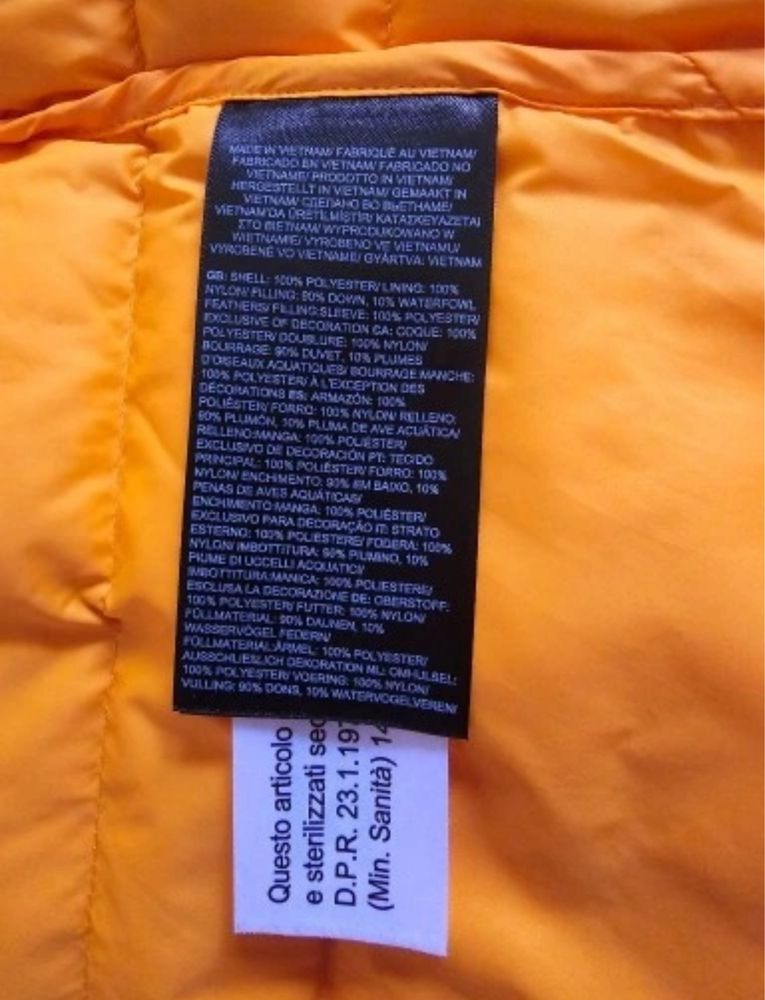 MADE IN VIETNAM/ FABRIQUÉ AU VIETNAM/
FABRICADO EN VIETNAM/ FABRICADO NO
VIETNAME/ PRODOTTO IN VIETNAM/
HERGESTELLT IN VIETNAM/ GEMAAKT IN
VIETNAM/ СДЕЛАНО ВО ВЬЕТНАМЕ/
VIETNAM'DA ÜRETİLMİŞTİR/ ΚΑΤΑΣΚΕΥΑΖΕΤΑΙ
ΣΤΟ ΒΙΕΤΝΑΜ/ WYPRODUKOWANO W
WIETNAMIE/ VYROBENO VE VIETNAMU/
VYROBENÉ VO VIETNAME/ GYÁRTVA: VIETNAM
GB: SHELL: 100% POLYESTER/ LINING: 100%
NYLON/ FILLING: 90% DOWN, 10% WATERFOWL
FEATHERS/ FILLING:SLEEVE: 100% POLYESTER/
EXCLUSIVE OF DECORATION CA: COQUE: 100%
POLYESTER/ DOUBLURE: 100% NYLON/
BOURRAGE: 90% DUVET, 10% PLUMES
D'OISEAUX AQUATIQUES/ BOURRAGE:MANCHE:
100% POLYESTER/ À L'EXCEPTION DES
DÉCORATIONS ES: ARMAZÓN: 100%
POLIÉSTER/ FORRO: 100% NYLON/ RELLENO:
90% PLUMÓN, 10% PLUMA DE AVE ACUÁTICA/
RELLENO:MANGA: 100% POLIÉSTER/
EXCLUSIVO DE DECORACIÓN PT: TECIDO
PRINCIPAL: 100% POLIÉSTER/ FORRO: 100%
NYLON/ ENCHIMENTO: 90% EM BAIXO, 10%
PENAS DE AVES AQUÁTICAS/
ENCHIMENTO:MANGA: 100% POLIÉSTER/
EXCLUSIVO PARA DECORAÇÃO IT: STRATO
ESTERNO: 100% POLIESTERE/ FODERA: 100%
NYLON/ IMBOTTITURA: 90% PIUMINO, 10%
PIUME DI UCCELLI ACQUATICI/
IMBOTTITURA:MANICA: 100% POLIESTERE/
ESCLUSA LA DECORAZIONE DE: OBERSTOFF:
100% POLYESTER/ FUTTER: 100% NYLON/
FÜLLMATERIAL: 90% DAUNEN, 10%
WASSERVÖGEL FEDERN/
FÜLLMATERIAL:ÄRMEL: 100% POLYESTER/
AUSSCHLIESSLICH DEKORATION NL: OMHULSEL:
100% POLYESTER/ VOERING: 100% NYLON/
VULLING: 90% DONS, 10% WATERVOGELVEREN/
Questo articolo
e sterilizzati sec
D.P.R. 23.1.197
(Min. Sanità) 14